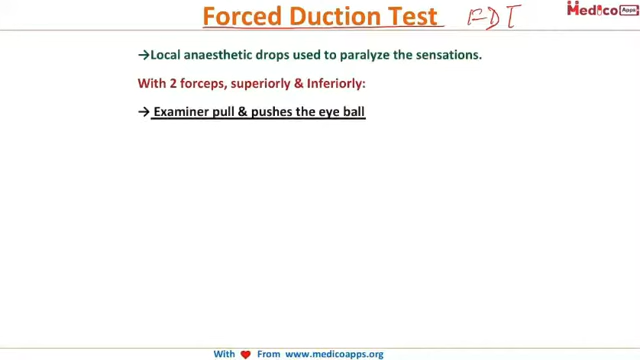 Forced Duction Test FDT
MedicoApps
→Local anaesthetic drops used to paralyze the sensations.
With 2 forceps, superiorly & Inferiorly:
→ Examiner pull & pushes the eye ball
With ♥ From www.medicoapps.org